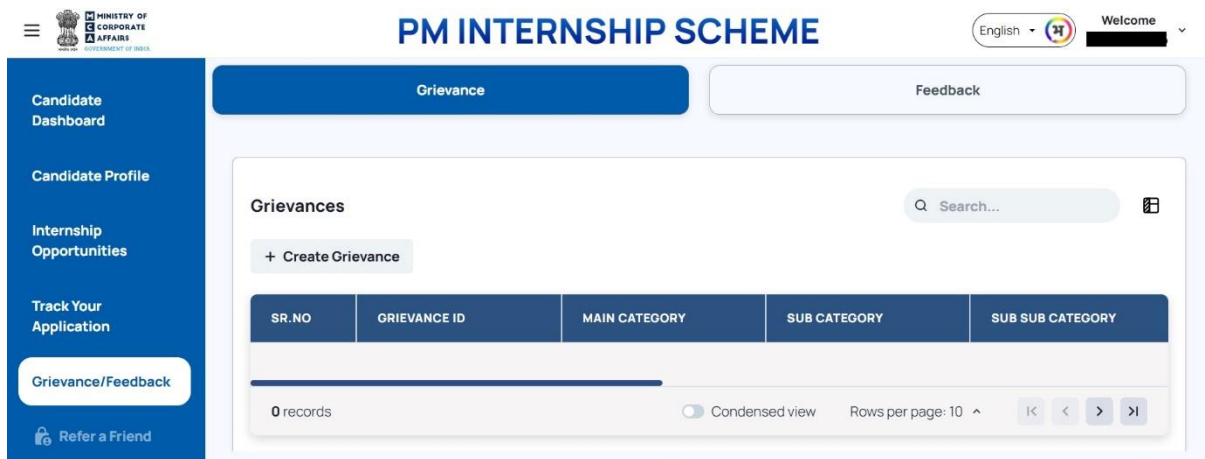 MINISTRY OF
CORPORATE
AFFAIRS
GOVERNMENT OF INDIA
PM INTERNSHIP SCHEME
English
अ
Welcome
Candidate
Dashboard
Candidate Profile
Internship
Opportunities
Track Your
Application
Grievance/Feedback
Refer a Friend
Grievance
Feedback
Grievances
Search...
+ Create Grievance
SR.NO GRIEVANCE ID MAIN CATEGORY SUB CATEGORY SUB SUB CATEGORY
0 records
Condensed view
Rows per page: 10